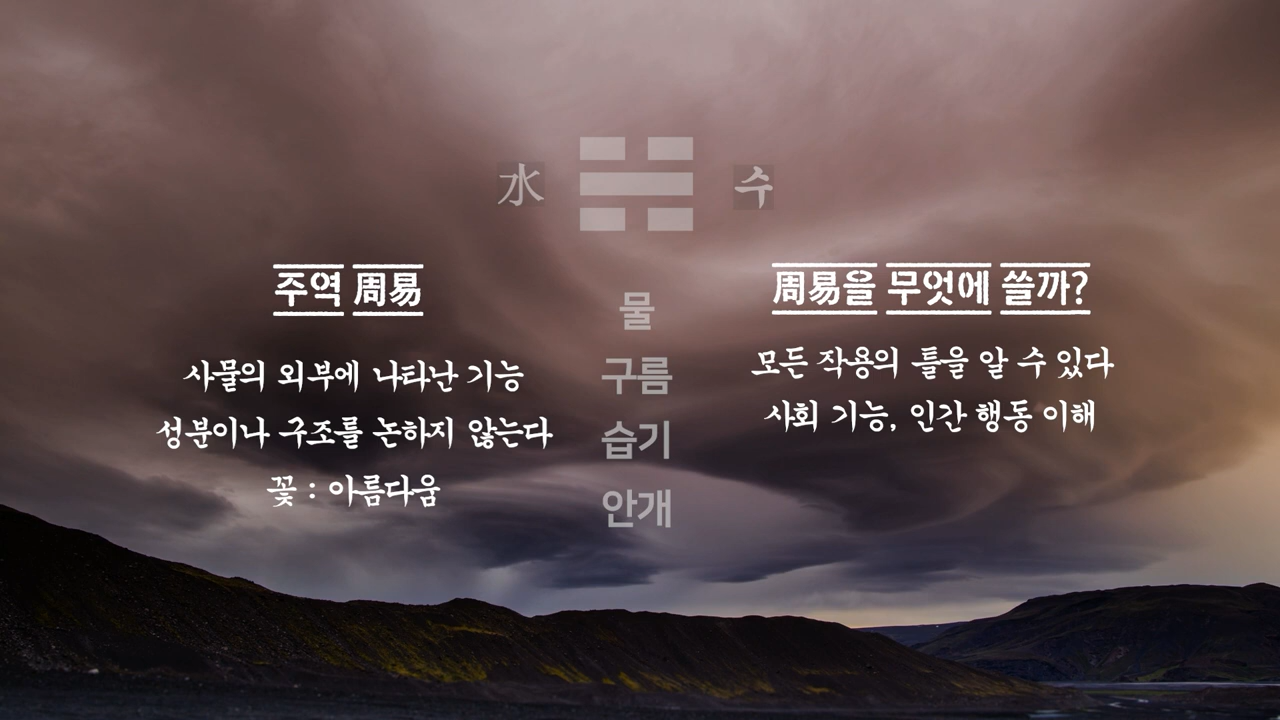 水 수
주역 周易
사물의 외부에 나타난 기능
성분이나 구조를 논하지 않는다
꽃 : 아름다움
물
구름
습기
안개
周易을 무엇에 쓸까?
모든 작용의 틀을 알 수 있다
사회 기능, 인간 행동 이해